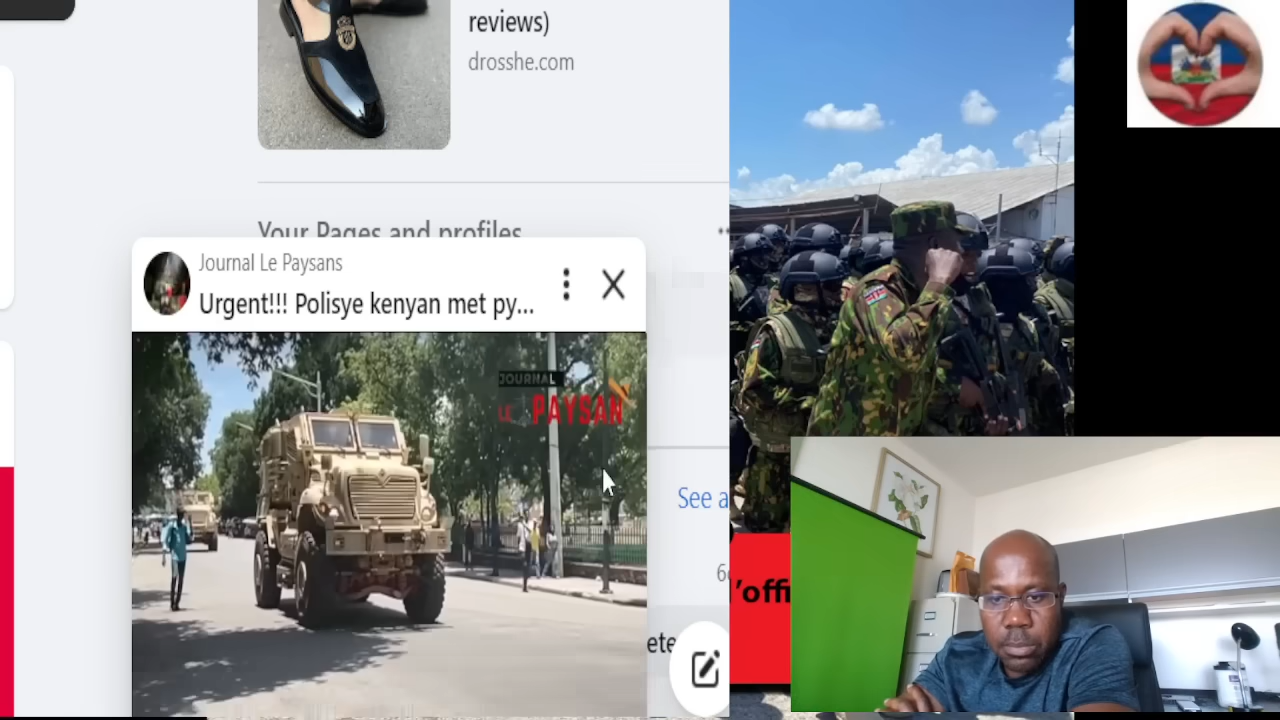 reviews)
drosshe.com
Your Pages and profiles
Journal Le Paysans
Urgent!!! Polisye kenyan met py...
JOURNAL
LE PAYSAN
See a
'offi